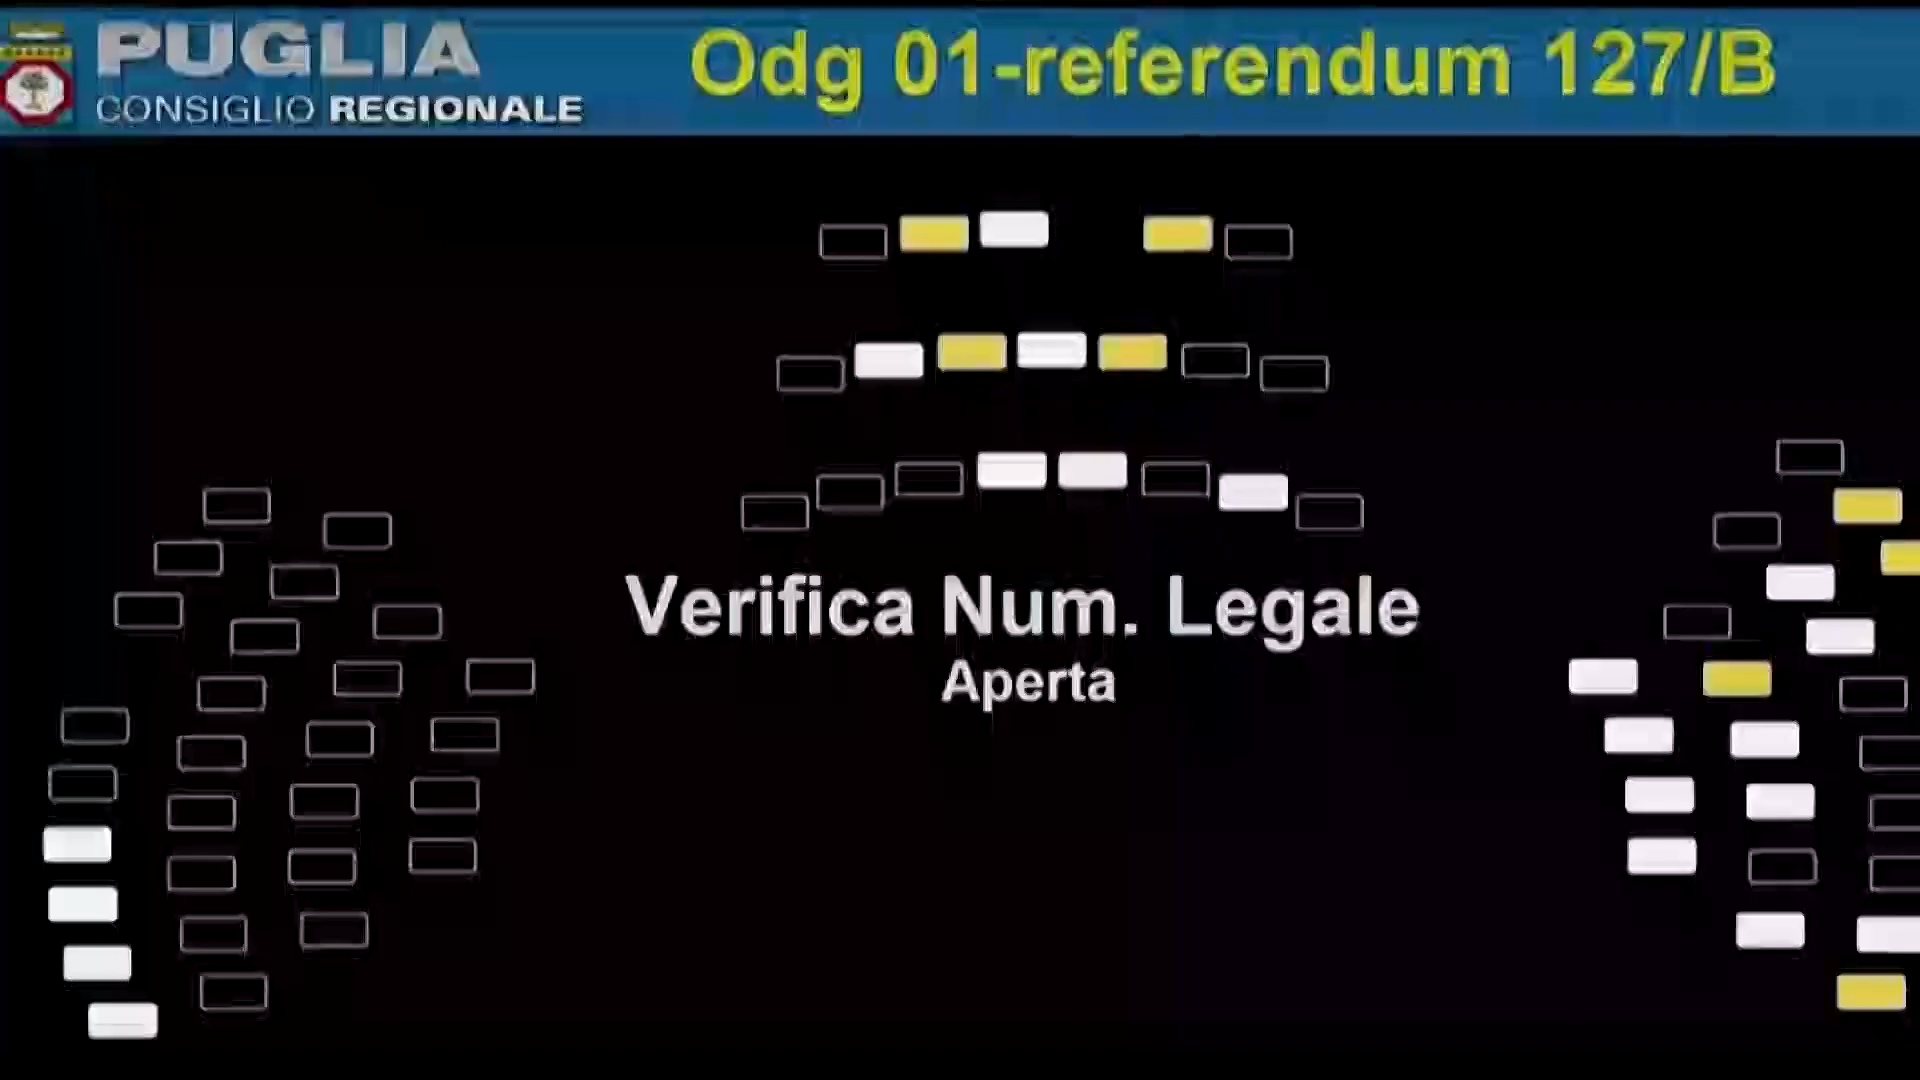 PUGLIA
CONSIGLIO REGIONALE
Odg 01-referendum 127/B
Verifica Num. Legale
Aperta